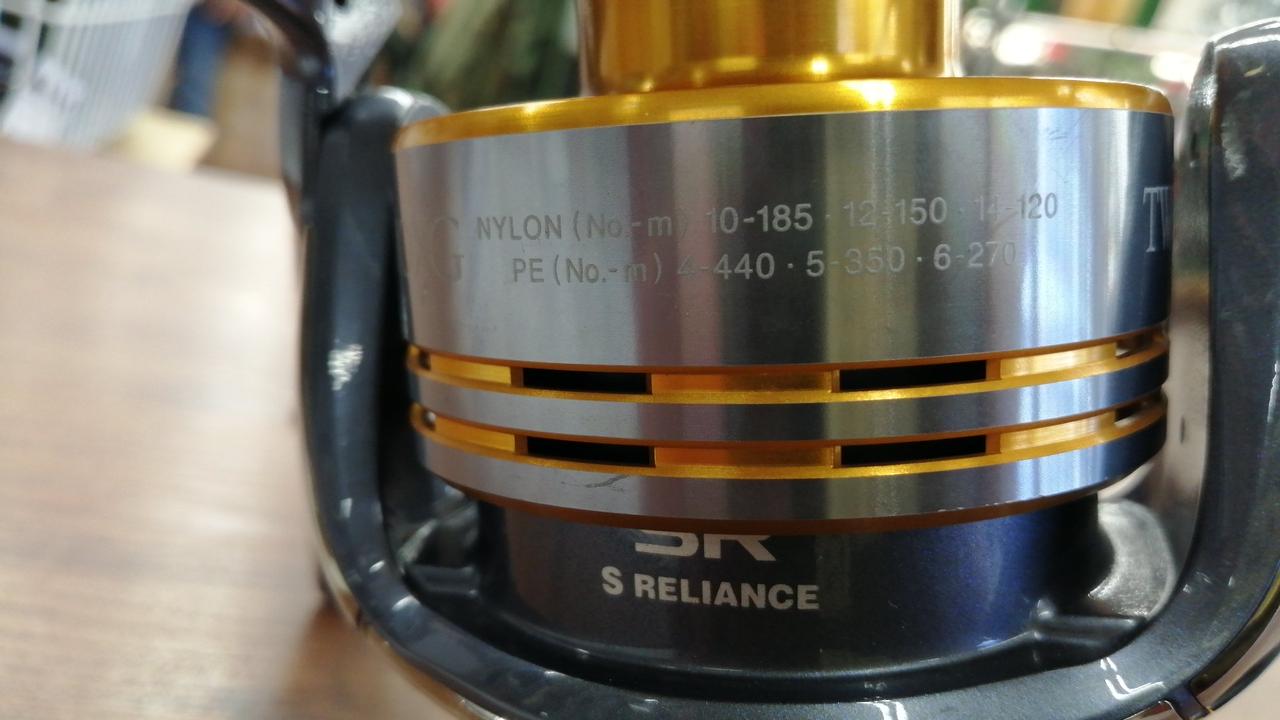 G NYLON (No.-m) 10-185 · 12-150 · 14-120
PE (No.-m) 4-440 · 5-350 · 6-270
SR
S RELIANCE